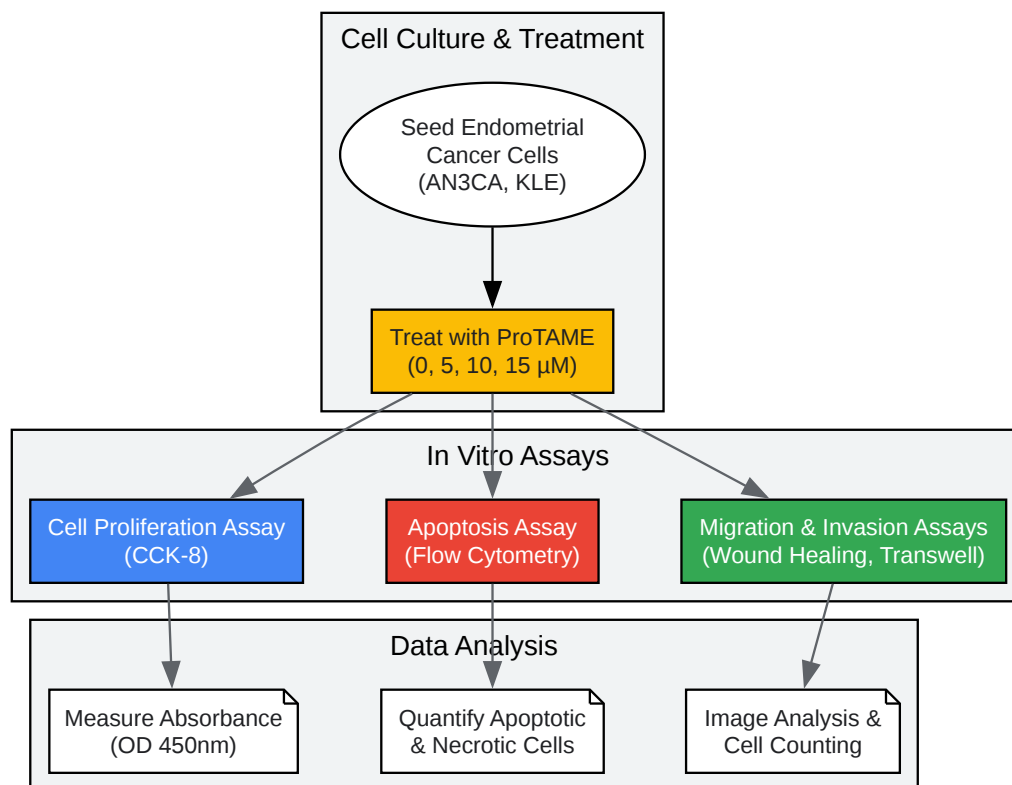 Cell Culture & Treatment
Seed Endometrial
Cancer Cells
(AN3CA, KLE)
Treat with ProTAME
(0, 5, 10, 15 µM)
In Vitro Assays
Cell Proliferation Assay
(CCK-8)
Apoptosis Assay
(Flow Cytometry)
Migration & Invasion Assays
(Wound Healing, Transwell)
Data Analysis
Measure Absorbance
(OD 450nm)
Quantify Apoptotic
& Necrotic Cells
Image Analysis &
Cell Counting